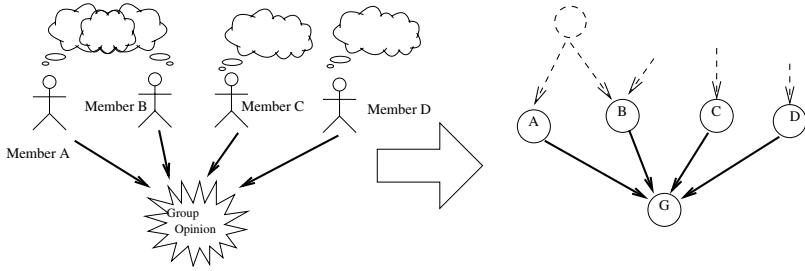 Member B
Member C
Member D
Member A
Group
Opinion
A
B
C
D
G